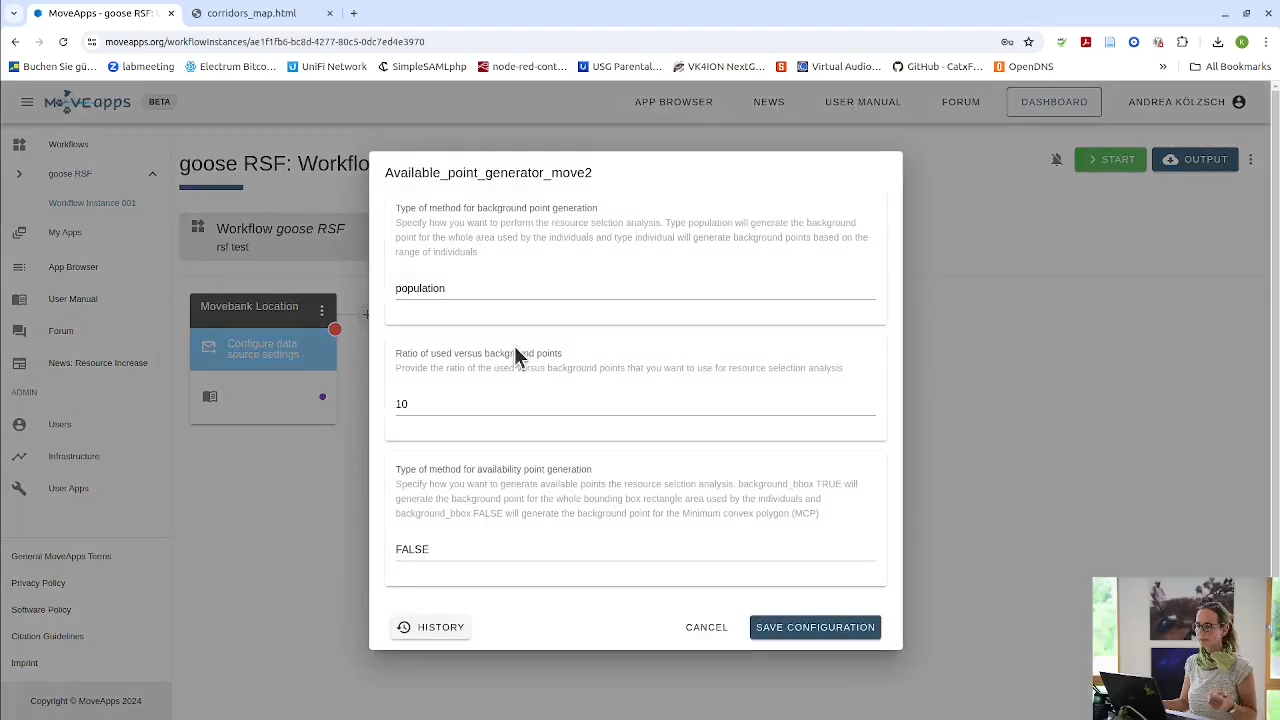 MoveApps - goose RSF: W
corridors_map.html
moveapps.org/workflowInstances/ae1f1fb6-bc8d-4277-80c5-0dc7ed4e3970
Buchen Sie gü...
labmeeting
Electrum Bitco...
UniFi Network
SimpleSAMLphp
node-red-cont...
USG Parental...
VK4ION NextG...
Virtual Audio...
GitHub - CatxF...
OpenDNS
All Bookmarks
MOVEapps
BETA
APP BROWSER
NEWS
USER MANUAL
FORUM
DASHBOARD
ANDREA KÖLZSCH
Workflows
goose RSF
Workflow Instance 001
My Apps
App Browser
User Manual
Forum
News: Resource Increase
ADMIN
Users
Infrastructure
User Apps
General MoveApps Terms
Privacy Policy
Software Policy
Citation Guidelines
Imprint
Copyright © MoveApps 2024
goose RSF: Workflo
START
OUTPUT
Workflow goose RSF
rsf test
Movebank Location
Configure data
source settings
Available_point_generator_move2
Type of method for background point generation
Specify how you want to perform the resource selction analysis. Type population will generate the background
point for the whole area used by the individuals and type individual will generate background points based on the
range of individuals
population
Ratio of used versus background points
Provide the ratio of the used versus background points that you want to use for resource selection analysis
10
Type of method for availability point generation
Specify how you want to generate available points the resource selction analysis. background_bbox TRUE will
generate the background point for the whole bounding box rectangle area used by the individuals and
background_bbox FALSE will generate the background point for the Minimum convex polygon (MCP)
FALSE
HISTORY
CANCEL
SAVE CONFIGURATION